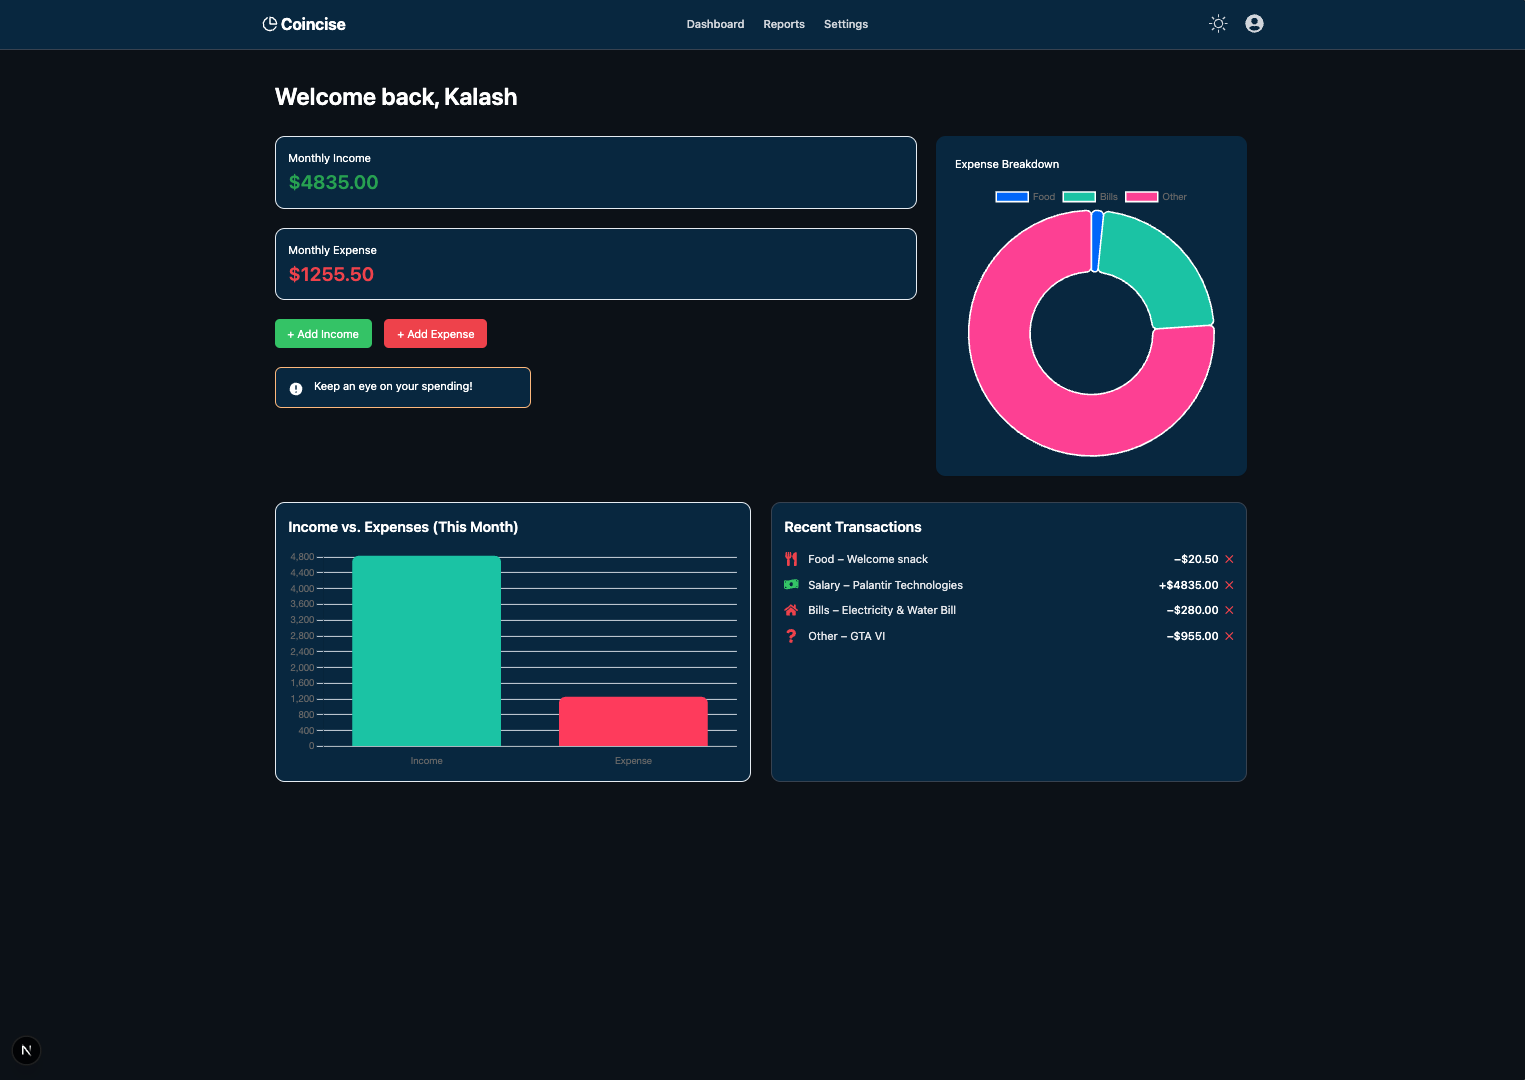 Coincise
Dashboard Reports Settings
Welcome back, Kalash
Monthly Income
$4835.00
Monthly Expense
$1255.50
+ Add Income + Add Expense
Keep an eye on your spending!
Expense Breakdown
Food Bills Other
Income vs. Expenses (This Month)
4,800
4,400
4,000
3,600
3,200
2,800
2,400
2,000
1,600
1,200
800
400
0
Income Expense
Recent Transactions
Food – Welcome snack –$20.50
Salary – Palantir Technologies +$4835.00
Bills – Electricity & Water Bill –$280.00
Other – GTA VI –$955.00
N